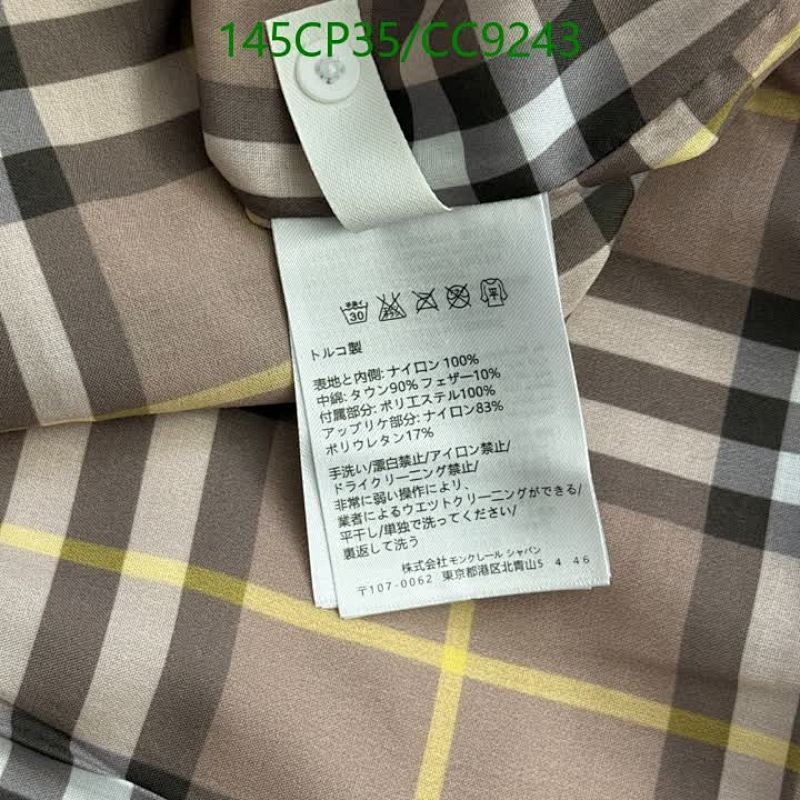 145CP35/CC9243
30
平
トルコ製
表地と内側: ナイロン 100%
中綿: タウン90% フェザー10%
付属部分: ポリエステル100%
アップリケ部分: ナイロン83%
ポリウレタン17%
手洗い/漂白禁止/アイロン禁止/
ドライクリーニング禁止/
非常に弱い操作により、
業者によるウエツトクリーニングができる/
平干し/単独で洗ってください/
裏返して洗う
株式会社モンクレール シャパン
〒107-0062 東京都港区北青山5 4 46